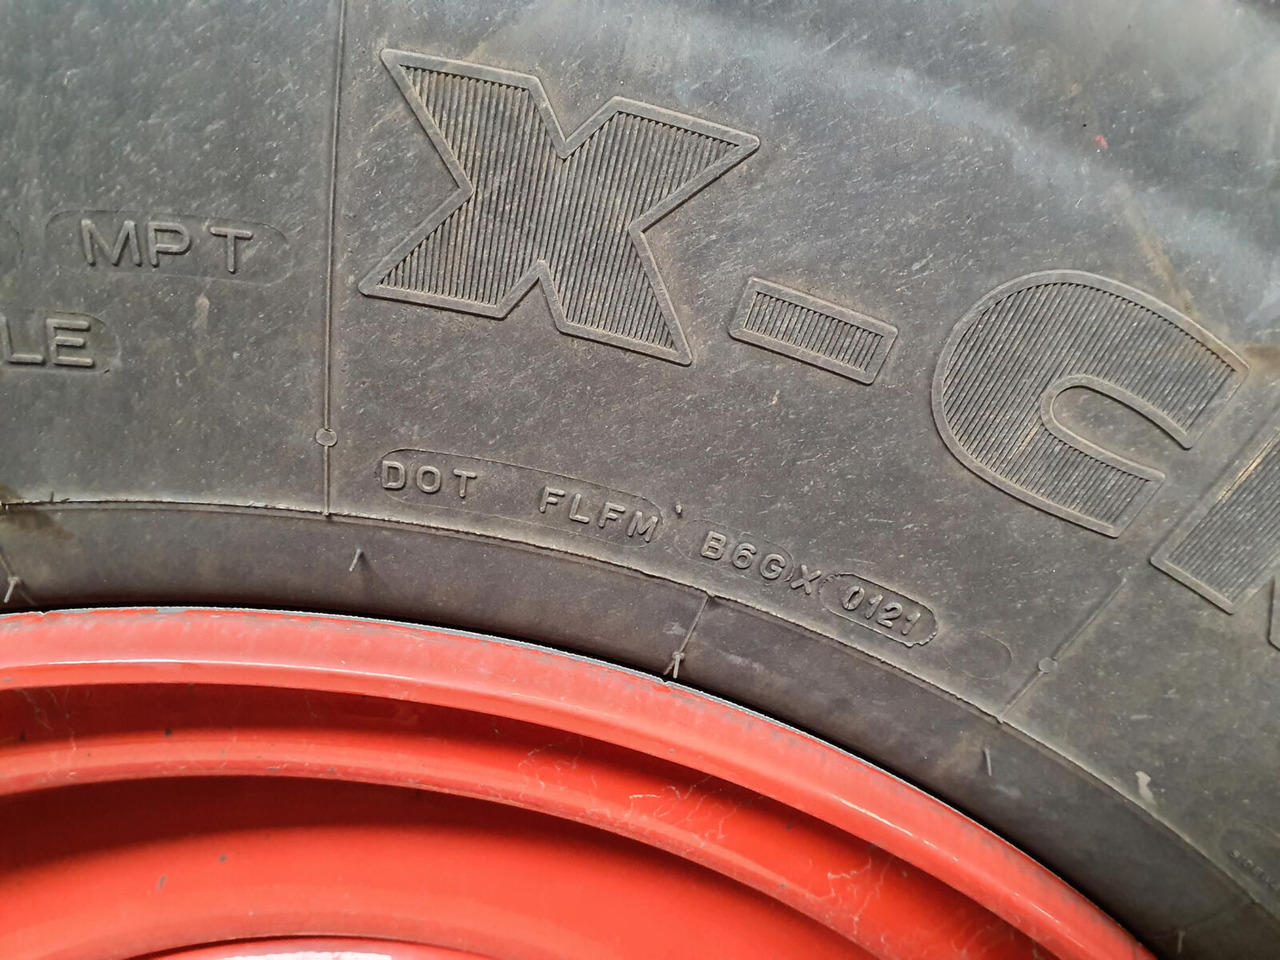 X-C
MPT
LE
DOT FLFM B6GX 0121